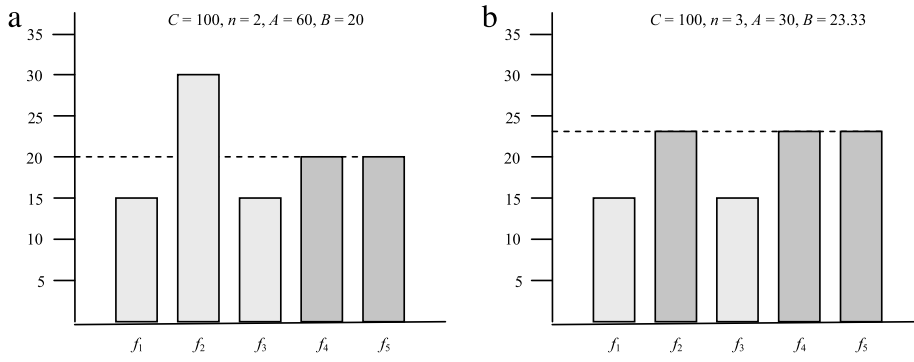 a
C = 100, n = 2, A = 60, B = 20
35
30
25
20
15
10
5
f1 f2 f3 f4 f5
b
C = 100, n = 3, A = 30, B = 23.33
35
30
25
20
15
10
5
f1 f2 f3 f4 f5